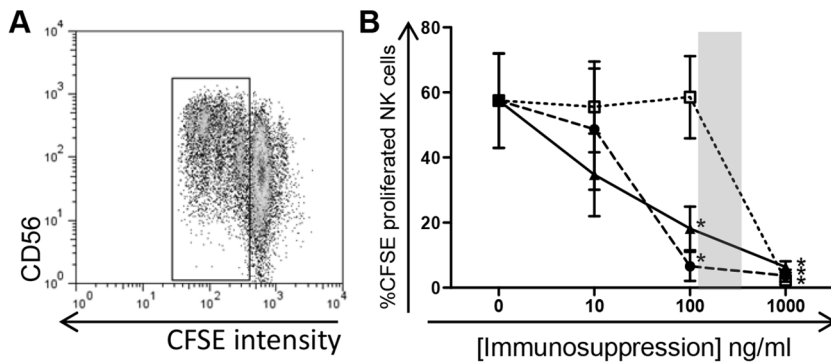 A
B
CD56
10^4
10^3
10^2
10^1
10^0
10^0 10^1 10^2 10^3 10^4
CFSE intensity
%CFSE proliferated NK cells
80
60
40
20
0
*
*
*
*
*
0 10 100 1000
[Immunosuppression] ng/ml